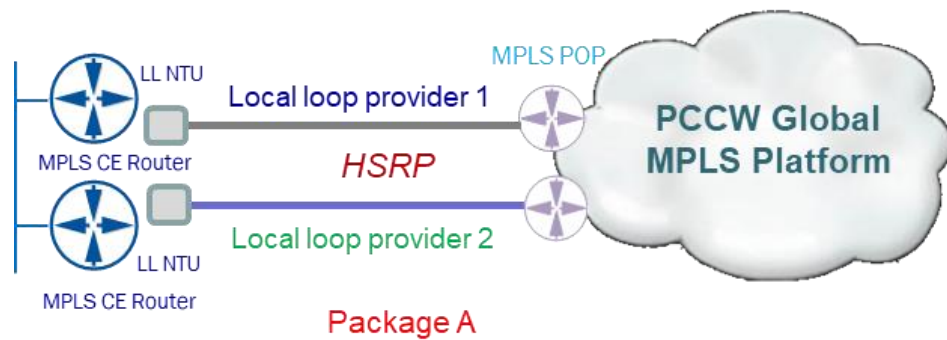 LL NTU
MPLS POP
Local loop provider 1
PCCW Global
MPLS Platform
MPLS CE Router
HSRP
Local loop provider 2
LL NTU
MPLS CE Router
Package A